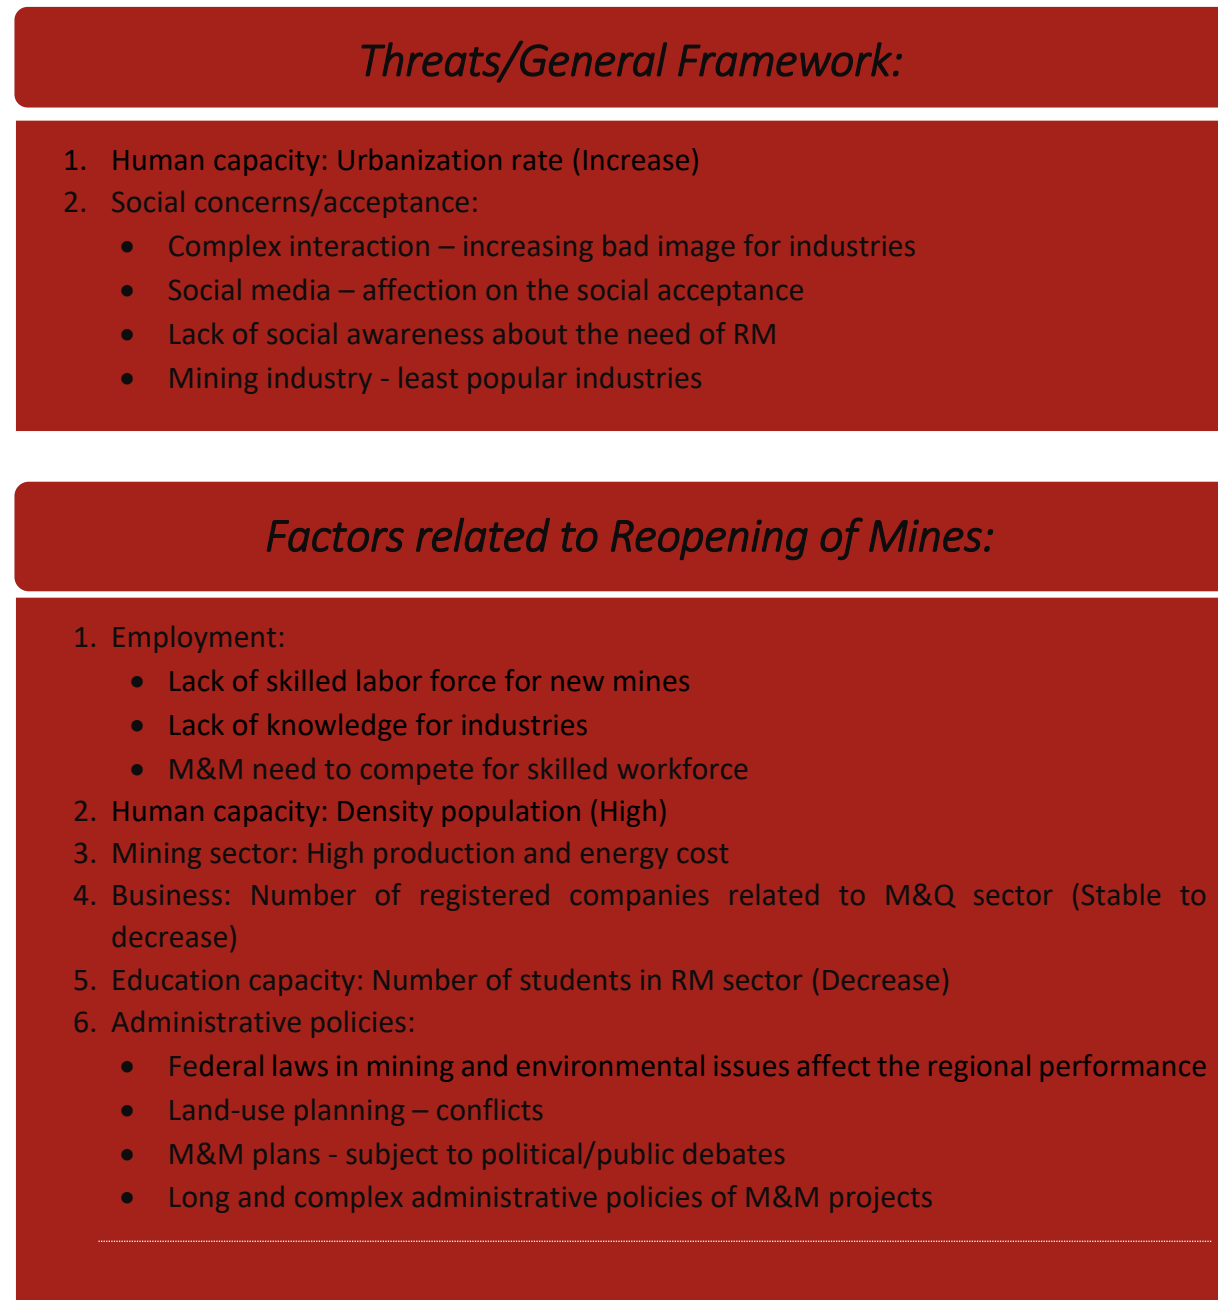 Threats/General Framework:
1. Human capacity: Urbanization rate (Increase)
2. Social concerns/acceptance:
• Complex interaction – increasing bad image for industries
• Social media – affection on the social acceptance
• Lack of social awareness about the need of RM
• Mining industry - least popular industries
Factors related to Reopening of Mines:
1. Employment:
• Lack of skilled labor force for new mines
• Lack of knowledge for industries
• M&M need to compete for skilled workforce
2. Human capacity: Density population (High)
3. Mining sector: High production and energy cost
4. Business: Number of registered companies related to M&Q sector (Stable to
decrease)
5. Education capacity: Number of students in RM sector (Decrease)
6. Administrative policies:
• Federal laws in mining and environmental issues affect the regional performance
• Land-use planning – conflicts
• M&M plans - subject to political/public debates
• Long and complex administrative policies of M&M projects